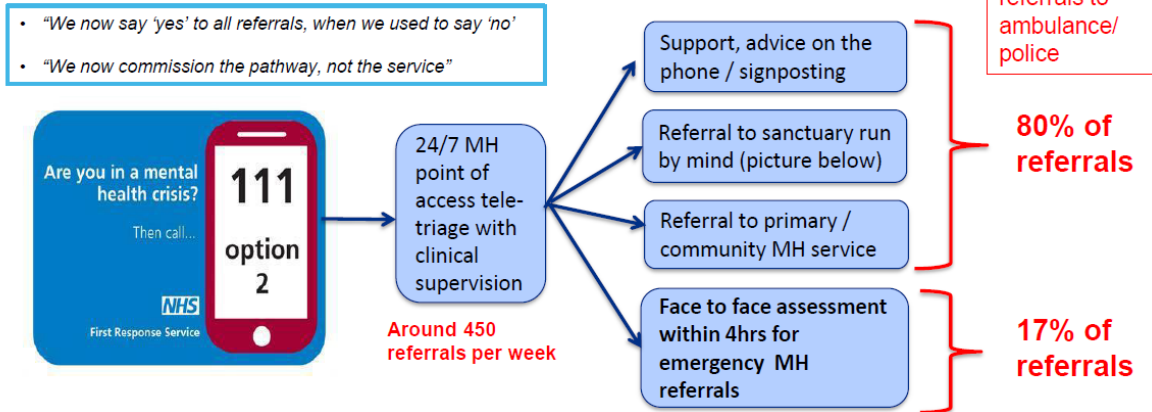 • “We now say ‘yes’ to all referrals, when we used to say ‘no’
• “We now commission the pathway, not the service”
referrals to
ambulance/
police
Are you in a mental
health crisis?
Then call...
NHS
First Response Service
111
option
2
24/7 MH
point of
access tele-
triage with
clinical
supervision
Around 450
referrals per week
Support, advice on the
phone / signposting
Referral to sanctuary run
by mind (picture below)
Referral to primary /
community MH service
Face to face assessment
within 4hrs for
emergency MH
referrals
80% of
referrals
17% of
referrals